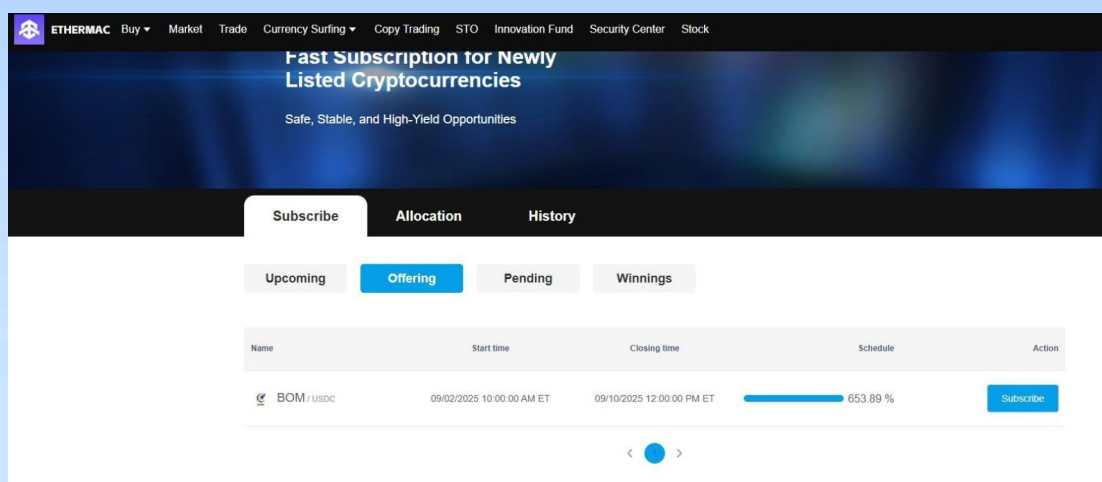 ETHERMAC Buy Market Trade Currency Surfing Copy Trading STO Innovation Fund Security Center Stock
Fast Subscription for Newly
Listed Cryptocurrencies
Safe, Stable, and High-Yield Opportunities
Subscribe Allocation History
Upcoming Offering Pending Winnings
Name Start time Closing time Schedule Action
BOM / USDC 09/02/2025 10:00:00 AM ET 09/10/2025 12:00:00 PM ET 653.89 % Subscribe
1